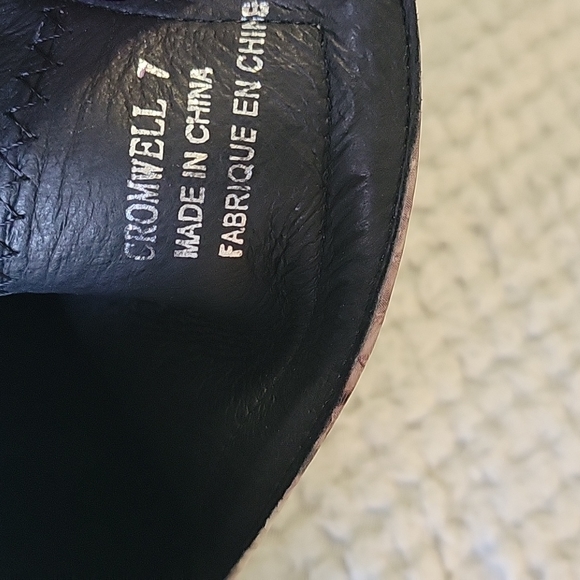 CROMWELL 7
MADE IN CHINA
FABRIQUE EN CHINE